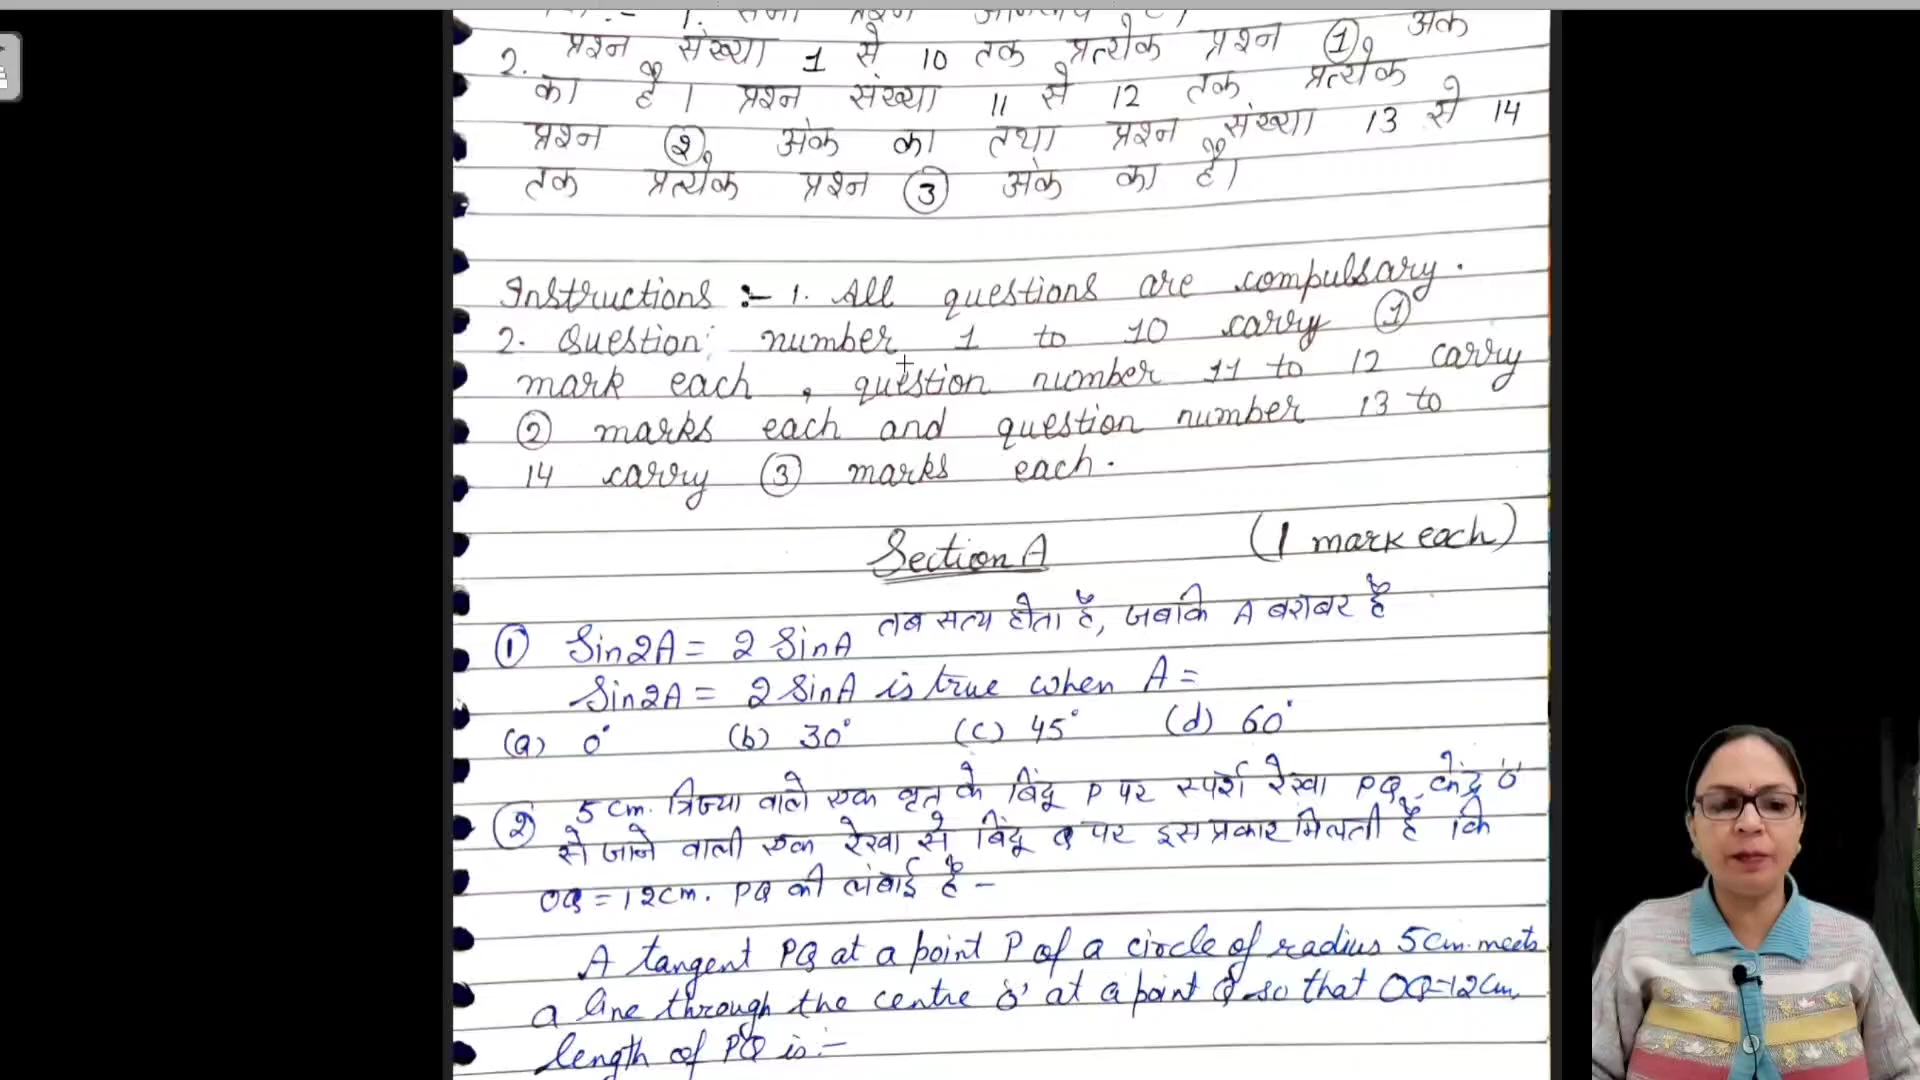 2. प्रश्न संख्या 1 से 10 तक प्रत्येक प्रश्न ① अंक
का है। प्रश्न संख्या 11 से 12 तक प्रत्येक
प्रश्न ② अंक का तथा प्रश्न संख्या 13 से 14
तक प्रत्येक प्रश्न ③ अंक का है।
Instructions :- 1. All questions are compulsary.
2. Question: number 1 to 10 carry ①
mark each , question number 11 to 12 carry
② marks each and question number 13 to
14 carry ③ marks each.
Section A (1 mark each)
① Sin2A = 2 SinA तब सत्य होता है, जबकि A बराबर है
Sin2A = 2 SinA is true when A =
(a) 0° (b) 30° (c) 45° (d) 60°
② 5 cm. त्रिज्या वाले एक वृत के बिंदू P पर स्पर्श रेखा PQ केंद्र 'O'
से जाने वाली एक रेखा से बिंदू Q पर इस प्रकार मिलती है कि
OQ = 12 cm. PQ की लंबाई है –
A tangent PQ at a point P of a circle of radius 5 cm. meets
a line through the centre 'O' at a point Q so that OQ=12cm,
length of PQ is:-